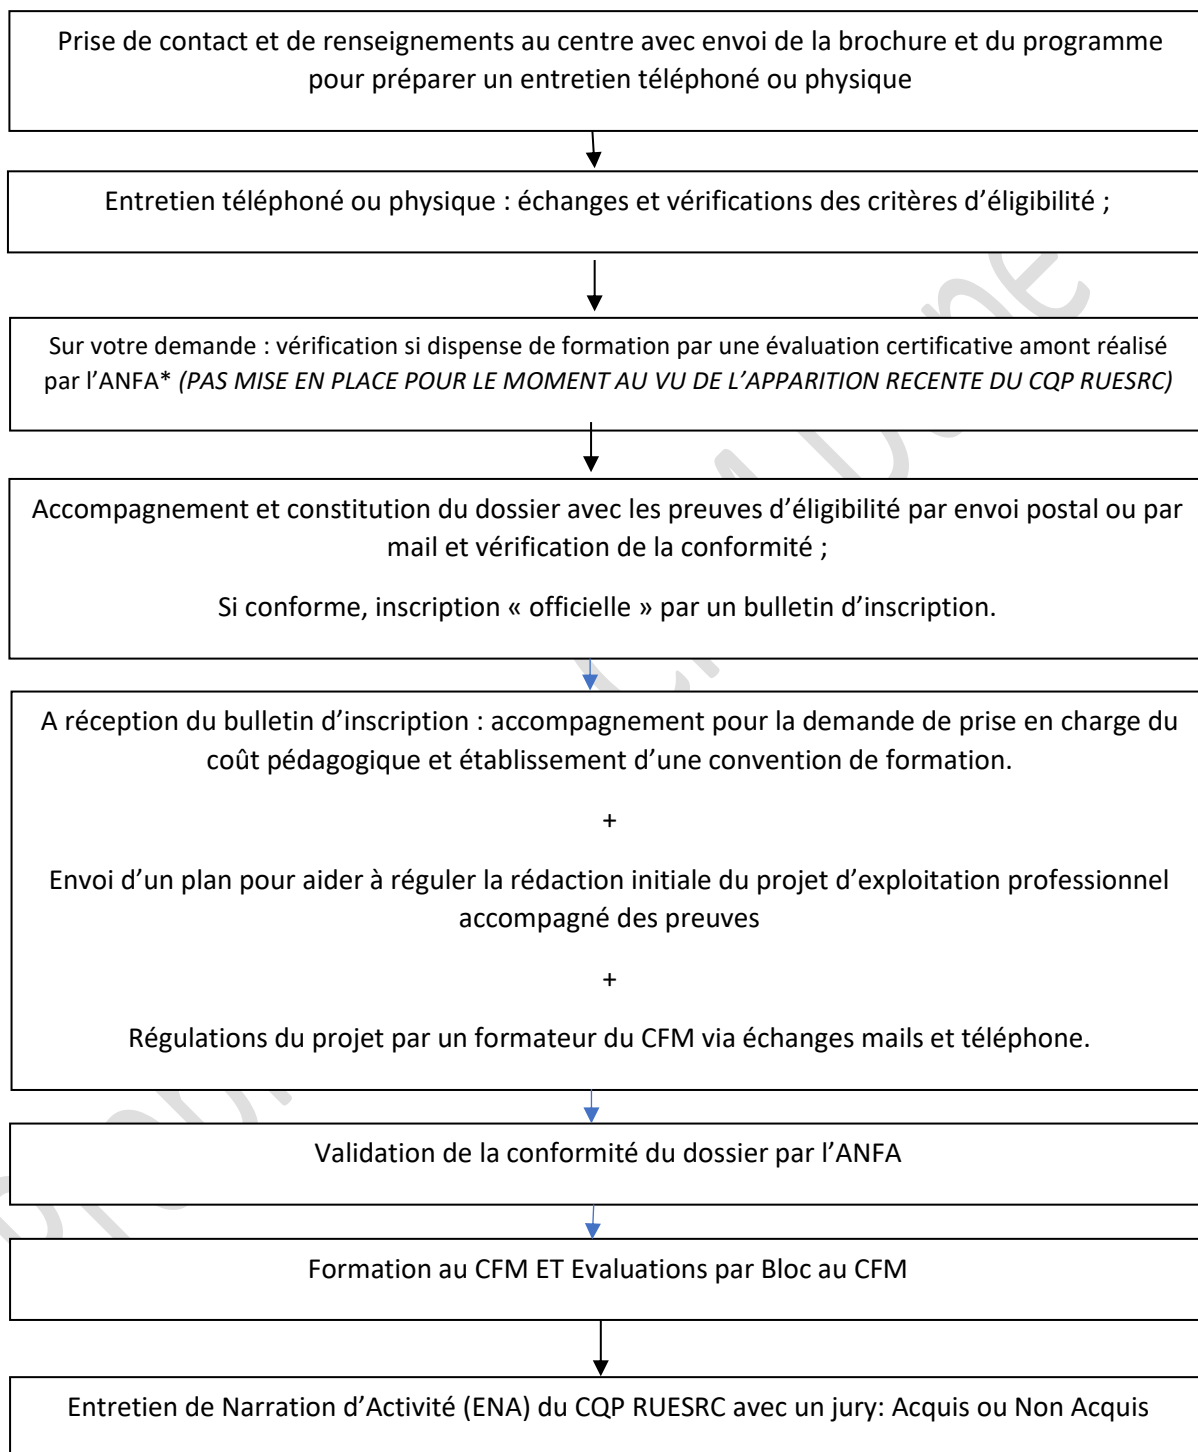 Prise de contact et de renseignements au centre avec envoi de la brochure et du programme
pour préparer un entretien téléphoné ou physique
Entretien téléphoné ou physique : échanges et vérifications des critères d’éligibilité ;
Sur votre demande : vérification si dispense de formation par une évaluation certificative amont réalisé
par l’ANFA* (PAS MISE EN PLACE POUR LE MOMENT AU VU DE L’APPARITION RECENTE DU CQP RUESRC)
Accompagnement et constitution du dossier avec les preuves d’éligibilité par envoi postal ou par
mail et vérification de la conformité ;
Si conforme, inscription « officielle » par un bulletin d’inscription.
A réception du bulletin d’inscription : accompagnement pour la demande de prise en charge du
coût pédagogique et établissement d’une convention de formation.
+
Envoi d’un plan pour aider à réguler la rédaction initiale du projet d’exploitation professionnel
accompagné des preuves
+
Régulations du projet par un formateur du CFM via échanges mails et téléphone.
Validation de la conformité du dossier par l’ANFA
Formation au CFM ET Evaluations par Bloc au CFM
Entretien de Narration d’Activité (ENA) du CQP RUESRC avec un jury: Acquis ou Non Acquis